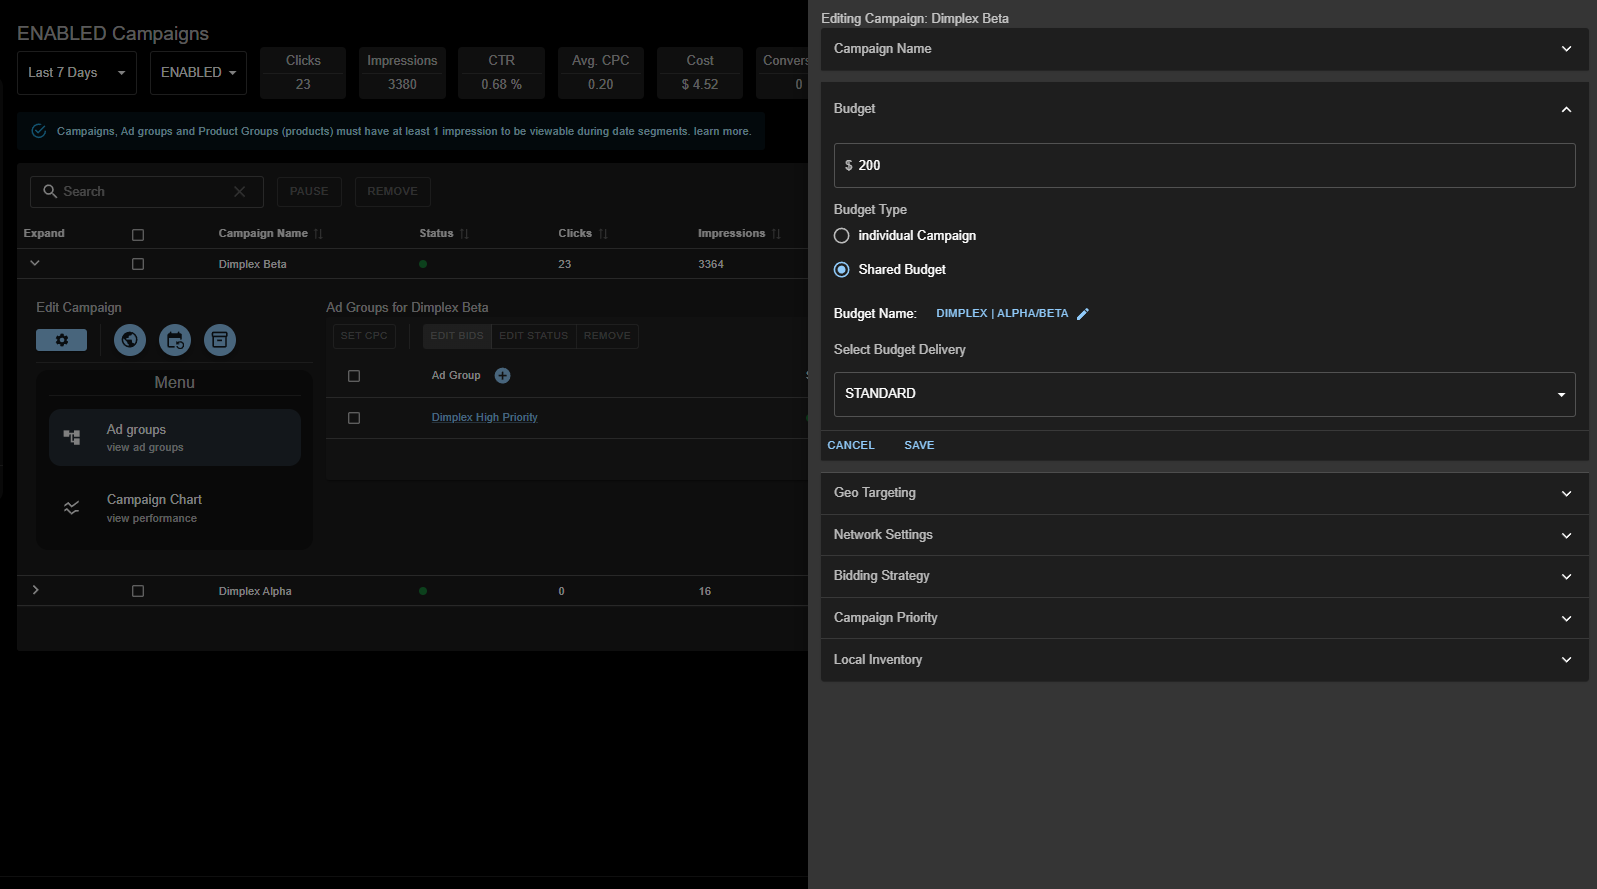 ENABLED Campaigns
Last 7 Days
ENABLED
Clicks
23
Impressions
3380
CTR
0.68 %
Avg. CPC
0.20
Cost
$ 4.52
Convers
0
Campaigns, Ad groups and Product Groups (products) must have at least 1 impression to be viewable during date segments. learn more.
Search
PAUSE
REMOVE
Expand Campaign Name Status Clicks Impressions
Dimplex Beta 23 3364
Edit Campaign
Menu
Ad groups
view ad groups
Campaign Chart
view performance
Ad Groups for Dimplex Beta
SET CPC EDIT BIDS EDIT STATUS REMOVE
Ad Group
Dimplex High Priority
Dimplex Alpha 0 16
Editing Campaign: Dimplex Beta
Campaign Name
Budget
$ 200
Budget Type
individual Campaign
Shared Budget
Budget Name: DIMPLEX | ALPHA/BETA
Select Budget Delivery
STANDARD
CANCEL SAVE
Geo Targeting
Network Settings
Bidding Strategy
Campaign Priority
Local Inventory